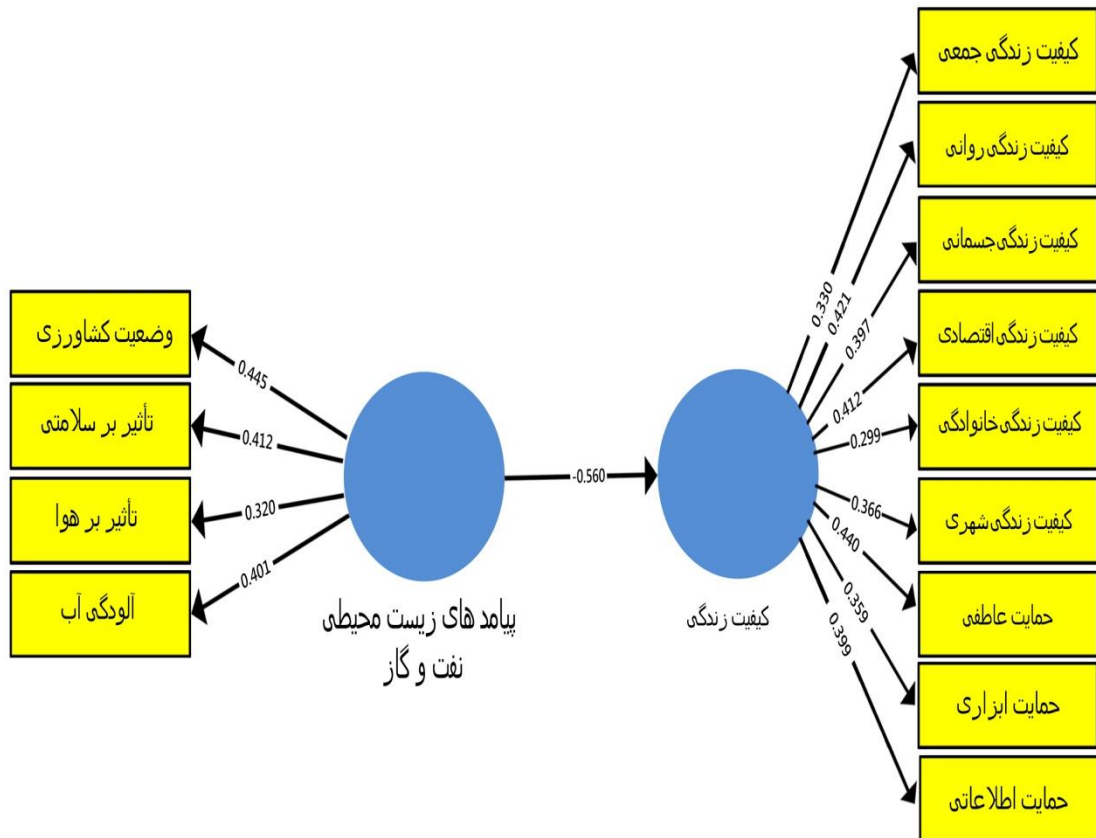 کیفیت زندگی جمعی
کیفیت زندگی روانی
کیفیت زندگی جسمانی
کیفیت زندگی اقتصادی
کیفیت زندگی خانوادگی
کیفیت زندگی شهری
حمایت عاطفی
حمایت ابزاری
حمایت اطلاعاتی
0.330
0.421
0.397
0.412
0.299
0.366
0.440
0.359
0.399
کیفیت زندگی
-0.560
پیامد های زیست محیطی
نفت و گاز
0.445
0.412
0.320
0.401
وضعیت کشاورزی
تأثیر بر سلامتی
تأثیر بر هوا
آلودگی آب